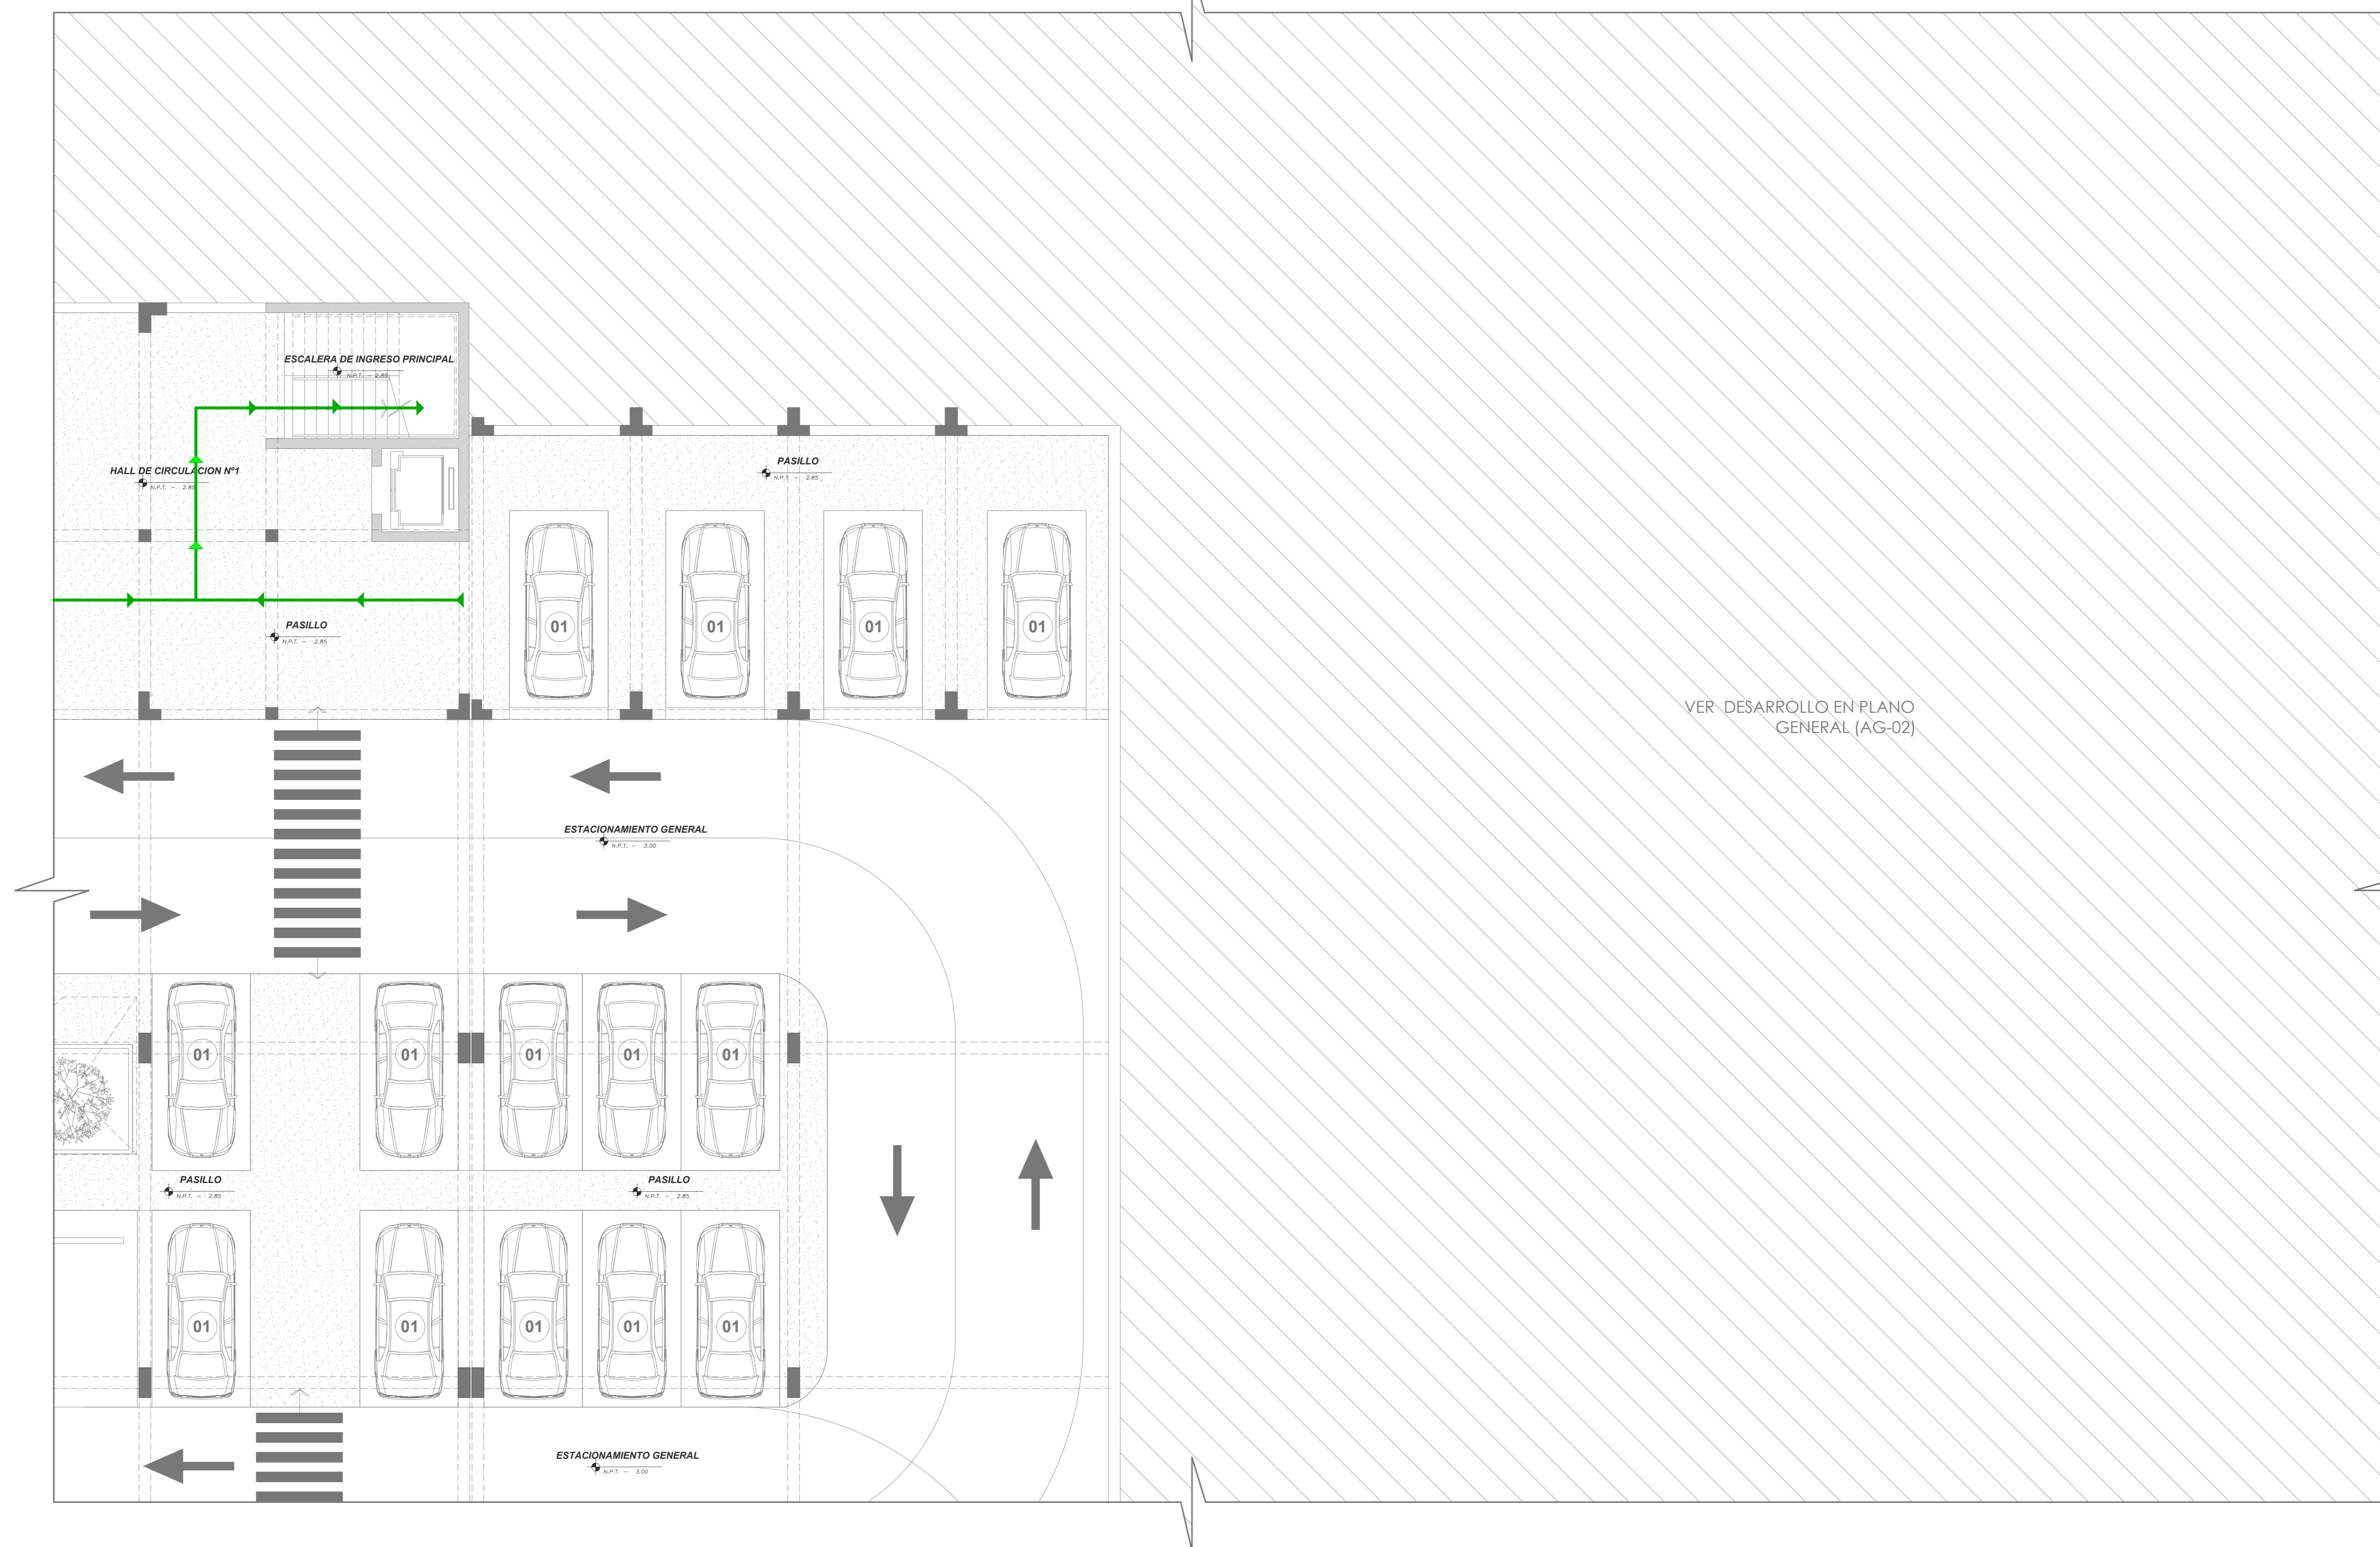 ESCALERA DE INGRESO PRINCIPAL
N.P.T. - 2.85
HALL DE CIRCULACION Nº1
N.P.T. - 2.85
PASILLO
N.P.T. - 2.85
01
01
01
01
PASILLO
N.P.T. - 2.85
VER DESARROLLO EN PLANO
GENERAL (AG-02)
ESTACIONAMIENTO GENERAL
N.P.T. - 3.00
01
01
01
01
01
PASILLO
N.P.T. - 2.85
PASILLO
N.P.T. - 2.85
01
01
01
01
01
ESTACIONAMIENTO GENERAL
N.P.T. - 3.00